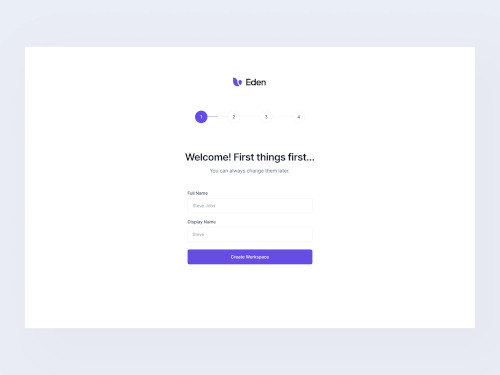 Eden
1 2 3 4
Welcome! First things first...
You can always change them later.
Full Name
Steve Jobs
Display Name
Steve
Create Workspace